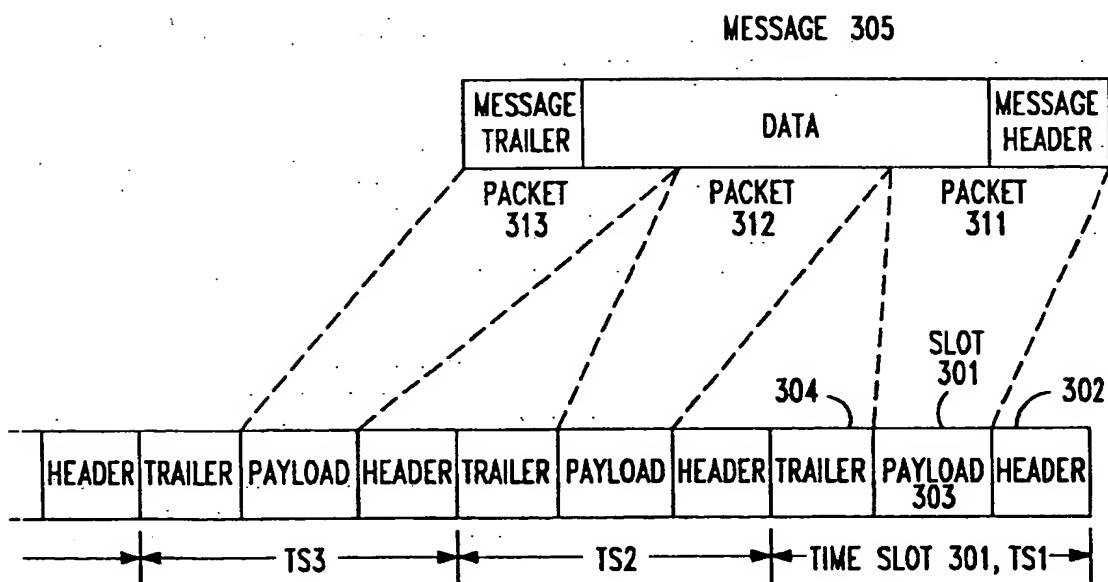 MESSAGE 305
MESSAGE
TRAILER
DATA
MESSAGE
HEADER
PACKET
313
PACKET
312
PACKET
311
304
SLOT
301
302
HEADER
TRAILER
PAYLOAD
HEADER
TRAILER
PAYLOAD
HEADER
TRAILER
PAYLOAD
303
HEADER
TS3
TS2
TIME SLOT 301, TS1